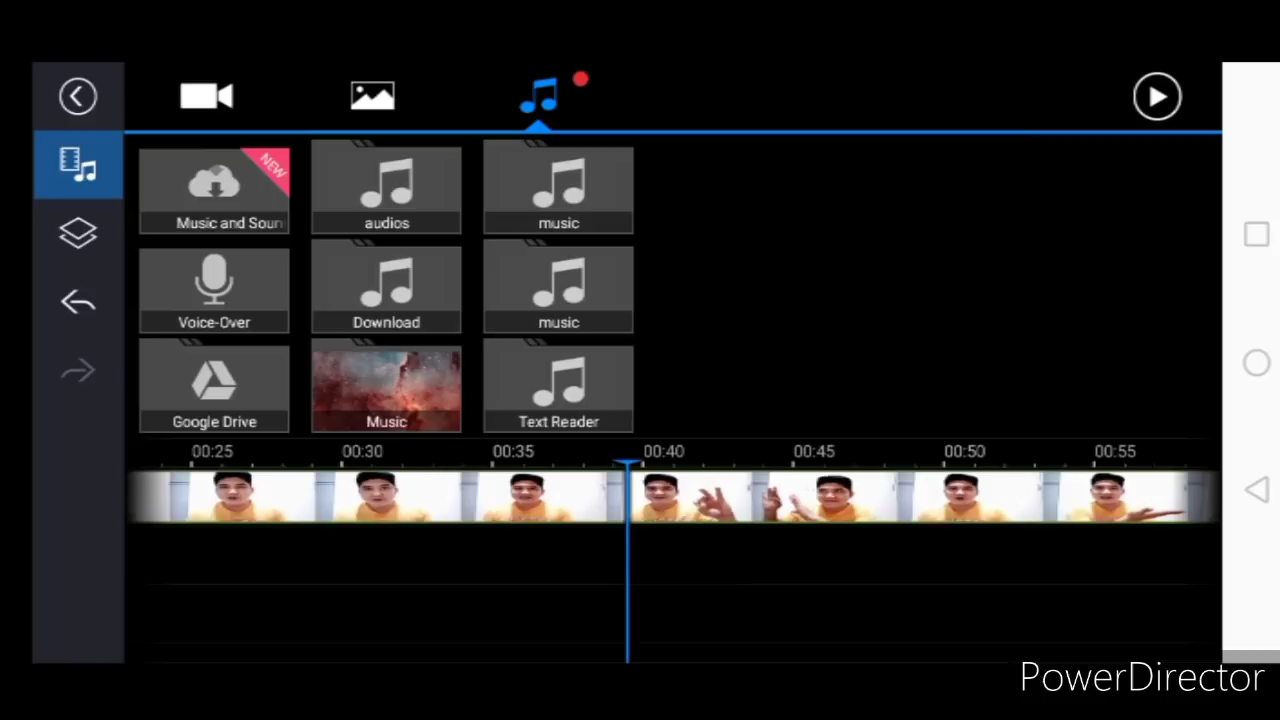 NEW
Music and Soun
audios
music
Voice-Over
Download
music
Google Drive
Music
Text Reader
00:25
00:30
00:35
00:40
00:45
00:50
00:55
PowerDirector